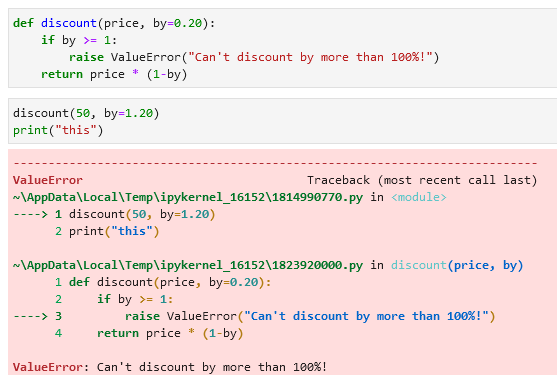 def discount(price, by=0.20):
    if by >= 1:
        raise ValueError("Can't discount by more than 100%!")
    return price * (1-by)
discount(50, by=1.20)
print("this")
---------------------------------------------------------------------------
ValueError                                Traceback (most recent call last)
~\AppData\Local\Temp\ipykernel_16152\1814990770.py in <module>
----> 1 discount(50, by=1.20)
      2 print("this")
~\AppData\Local\Temp\ipykernel_16152\1823920000.py in discount(price, by)
      1 def discount(price, by=0.20):
      2     if by >= 1:
----> 3         raise ValueError("Can't discount by more than 100%!")
      4     return price * (1-by)
ValueError: Can't discount by more than 100%!